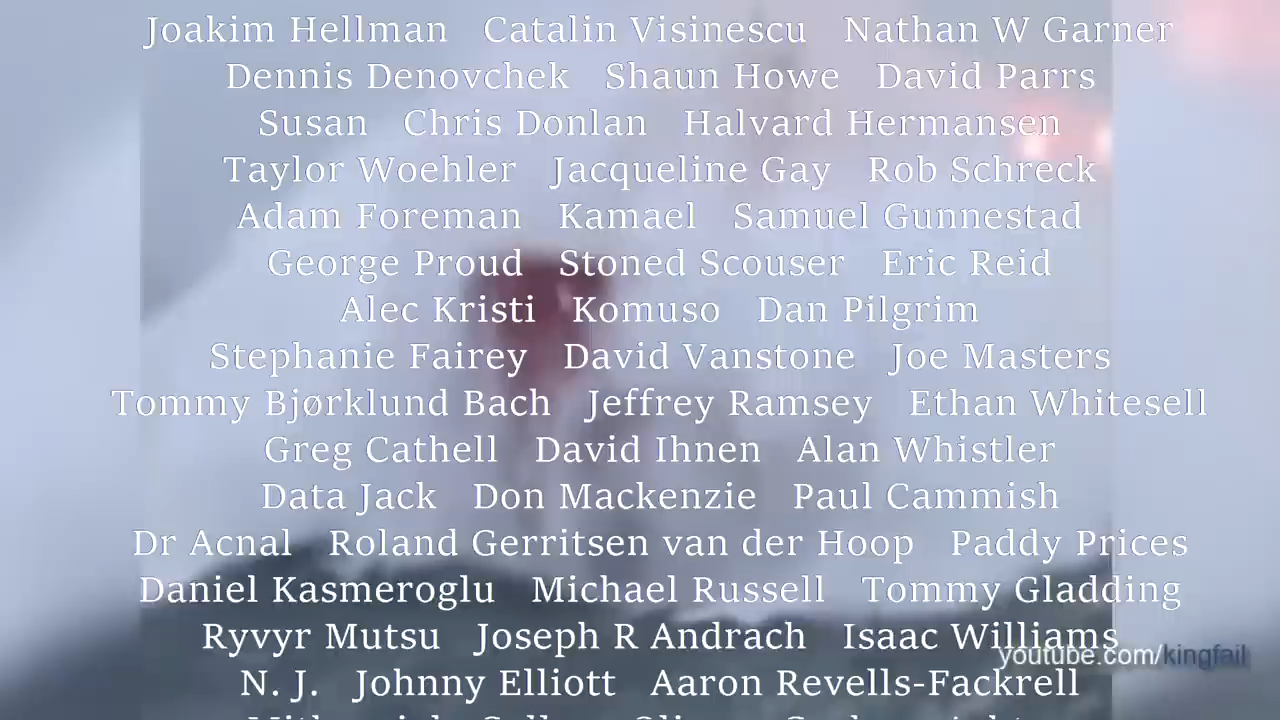 Joakim Hellman Catalin Visinescu Nathan W Garner
Dennis Denovchek Shaun Howe David Parrs
Susan Chris Donlan Halvard Hermansen
Taylor Woehler Jacqueline Gay Rob Schreck
Adam Foreman Kamael Samuel Gunnestad
George Proud Stoned Scouser Eric Reid
Alec Kristi Komuso Dan Pilgrim
Stephanie Fairey David Vanstone Joe Masters
Tommy Bjørklund Bach Jeffrey Ramsey Ethan Whitesell
Greg Cathell David Ihnen Alan Whistler
Data Jack Don Mackenzie Paul Cammish
Dr Acnal Roland Gerritsen van der Hoop Paddy Prices
Daniel Kasmeroglu Michael Russell Tommy Gladding
Ryvyr Mutsu Joseph R Andrach Isaac Williams
youtube.com/kingfail
N. J. Johnny Elliott Aaron Revells-Fackrell